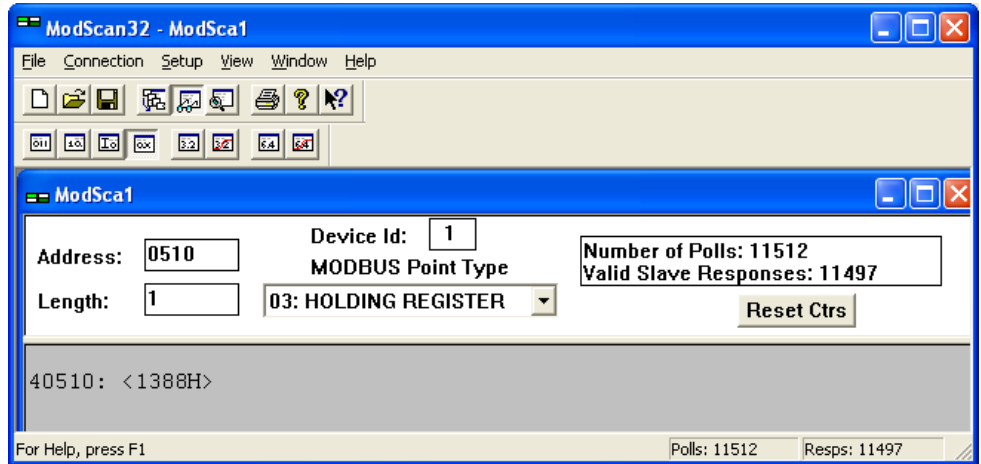 ModScan32 - ModSca1
File Connection Setup View Window Help
ModSca1
Address: 0510
Device Id: 1
MODBUS Point Type
Length: 1
03: HOLDING REGISTER
Number of Polls: 11512
Valid Slave Responses: 11497
Reset Ctrs
40510: <1388H>
For Help, press F1
Polls: 11512
Resps: 11497